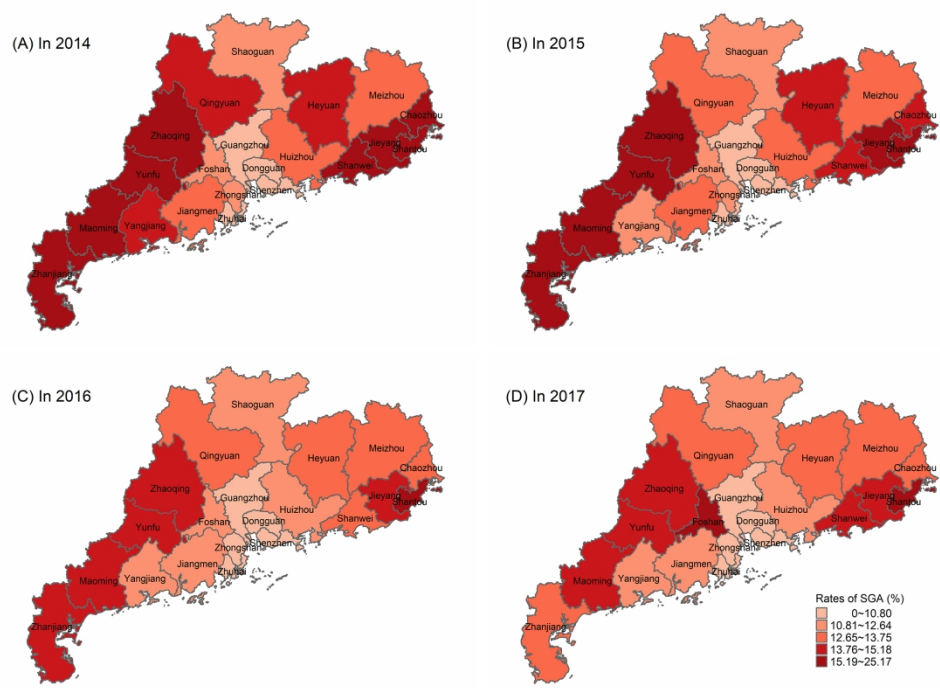 (A) In 2014
Shaoguan
Qingyuan
Heyuan
Meizhou
Chaozhou
Zhaoqing
Guangzhou
Jieyang
Shantou
Huizhou
Yunfu
Foshan
Dongguan
Shanwei
Shenzhen
Zhongshan
Jiangmen
Zhuhai
Maoming
Yangjiang
Zhanjiang
(B) In 2015
Shaoguan
Qingyuan
Heyuan
Meizhou
Chaozhou
Zhaoqing
Guangzhou
Jieyang
Shantou
Huizhou
Yunfu
Foshan
Dongguan
Shanwei
Shenzhen
Zhongshan
Jiangmen
Zhuhai
Maoming
Yangjiang
Zhanjiang
(C) In 2016
Shaoguan
Qingyuan
Heyuan
Meizhou
Chaozhou
Zhaoqing
Guangzhou
Jieyang
Shantou
Huizhou
Yunfu
Foshan
Dongguan
Shanwei
Shenzhen
Zhongshan
Jiangmen
Zhuhai
Maoming
Yangjiang
Zhanjiang
(D) In 2017
Shaoguan
Qingyuan
Heyuan
Meizhou
Chaozhou
Zhaoqing
Guangzhou
Jieyang
Shantou
Huizhou
Yunfu
Foshan
Dongguan
Shanwei
Shenzhen
Zhongshan
Jiangmen
Zhuhai
Maoming
Yangjiang
Zhanjiang
Rates of SGA (%)
0~10.80
10.81~12.64
12.65~13.75
13.76~15.18
15.19~25.17